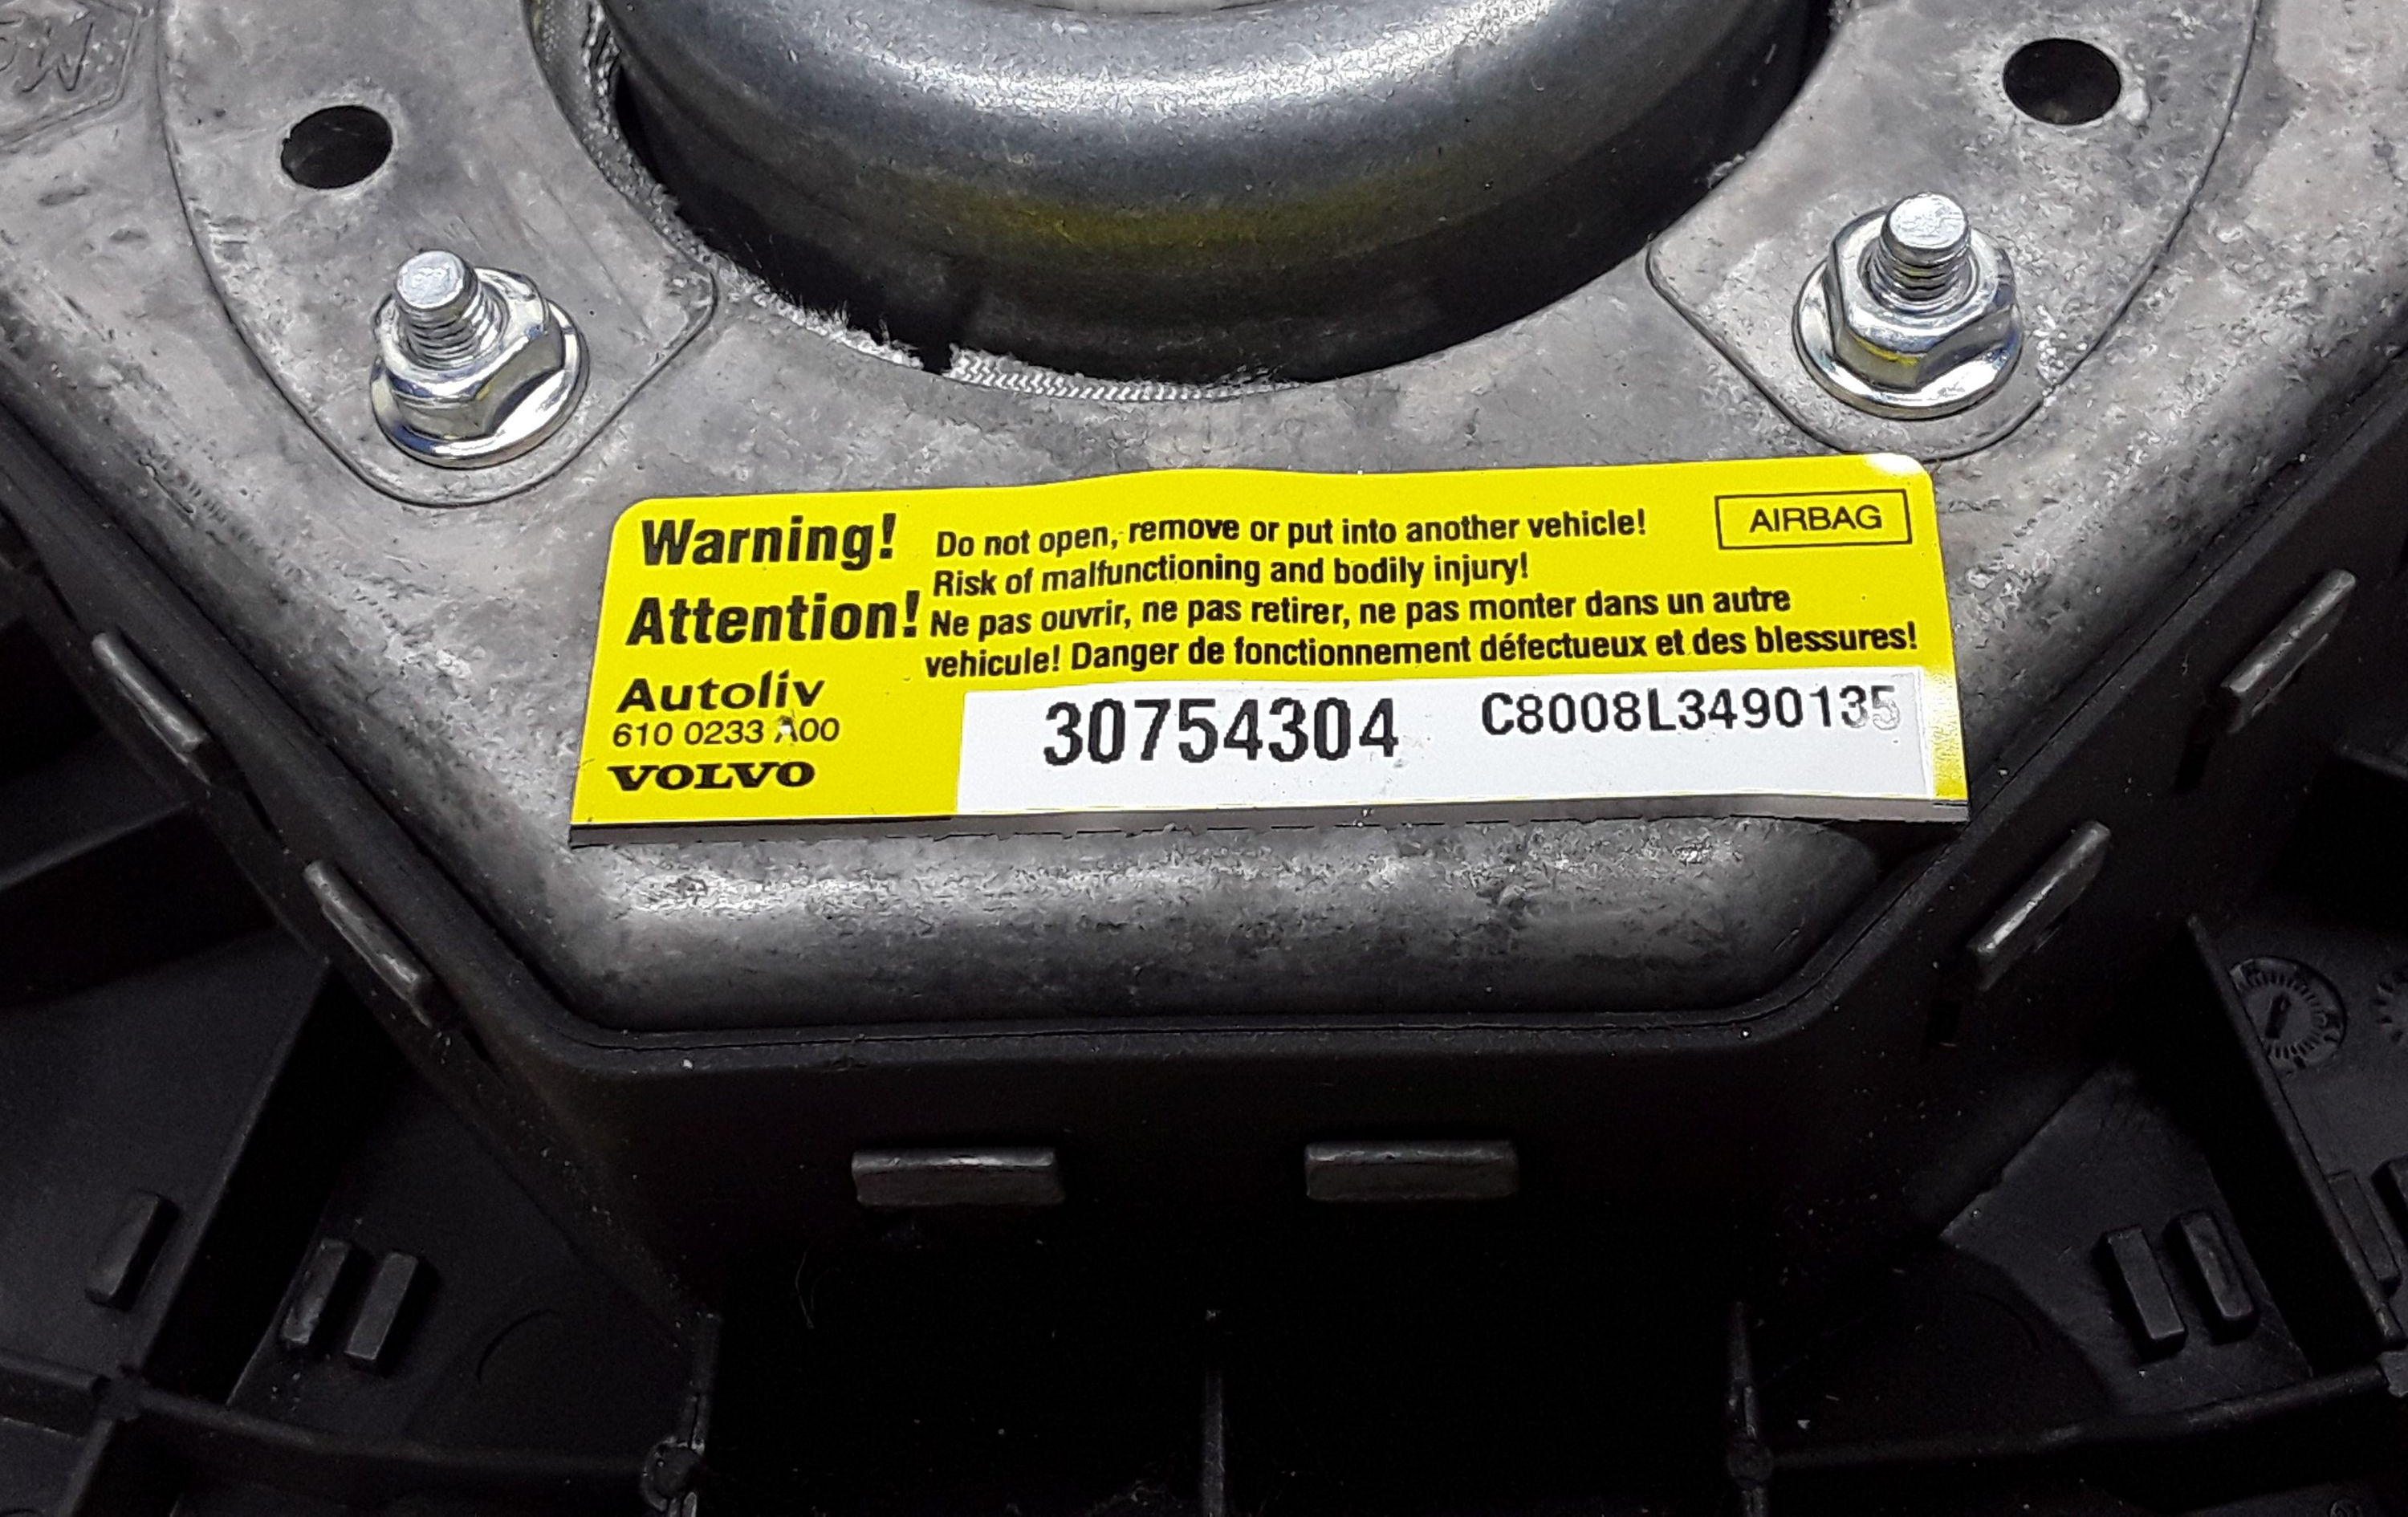 Warning!
Do not open, remove or put into another vehicle!
Risk of malfunctioning and bodily injury!
AIRBAG
Attention!
Ne pas ouvrir, ne pas retirer, ne pas monter dans un autre
vehicule! Danger de fonctionnement défectueux et des blessures!
Autoliv
610 0233 A00
VOLVO
30754304
C8008L3490135